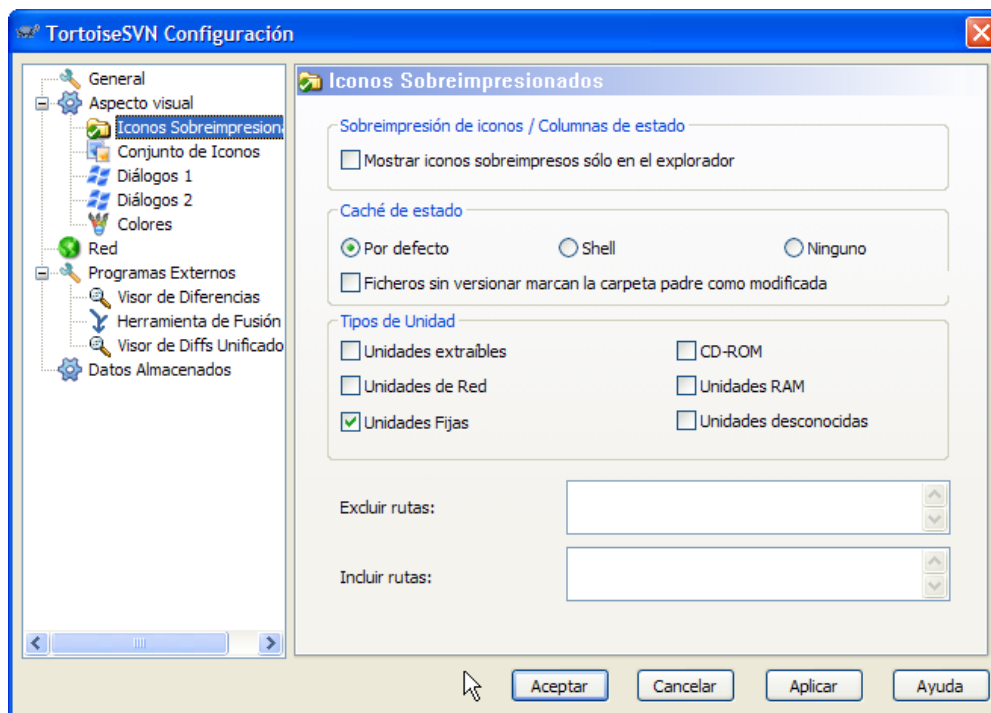 TortoiseSVN Configuración
General
Aspecto visual
Iconos Sobreimpresion
Conjunto de Iconos
Diálogos 1
Diálogos 2
Colores
Red
Programas Externos
Visor de Diferencias
Herramienta de Fusión
Visor de Diffs Unificado
Datos Almacenados
Iconos Sobreimpresionados
Sobreimpresión de iconos / Columnas de estado
Mostrar iconos sobreimpresos sólo en el explorador
Caché de estado
Por defecto Shell Ninguno
Ficheros sin versionar marcan la carpeta padre como modificada
Tipos de Unidad
Unidades extraíbles CD-ROM
Unidades de Red Unidades RAM
Unidades Fijas Unidades desconocidas
Excluir rutas:
Incluir rutas:
Aceptar Cancelar Aplicar Ayuda